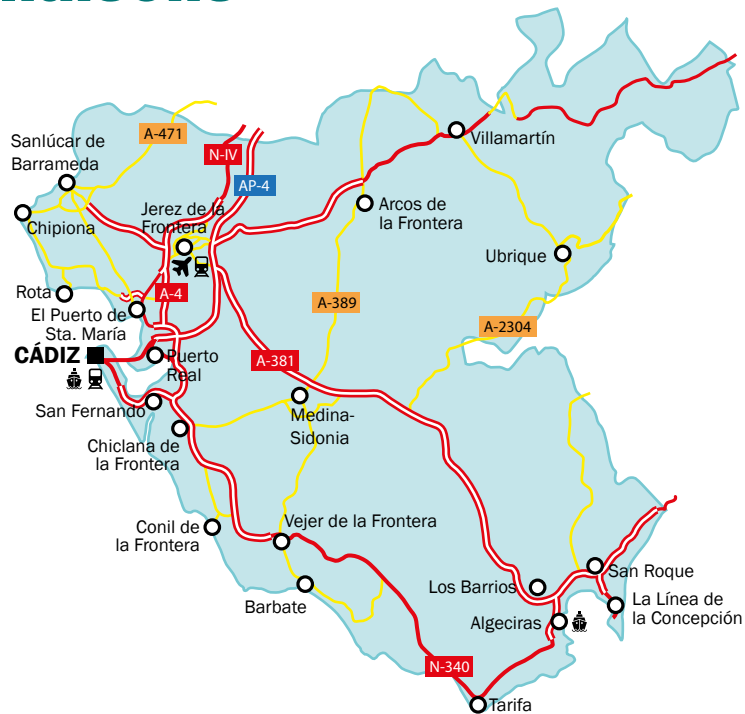 A-471
Sanlúcar de
Barrameda
N-IV
Villamartín
AP-4
Jerez de la
Frontera
Arcos de
la Frontera
Chipiona
Ubrique
Rota
A-4
A-389
El Puerto de
Sta. María
A-2304
CÁDIZ
Puerto
Real
A-381
San Fernando
Medina-
Sidonia
Chiclana de
la Frontera
Conil de
la Frontera
Vejer de la Frontera
San Roque
Los Barrios
Barbate
La Línea de
la Concepción
Algeciras
N-340
Tarifa